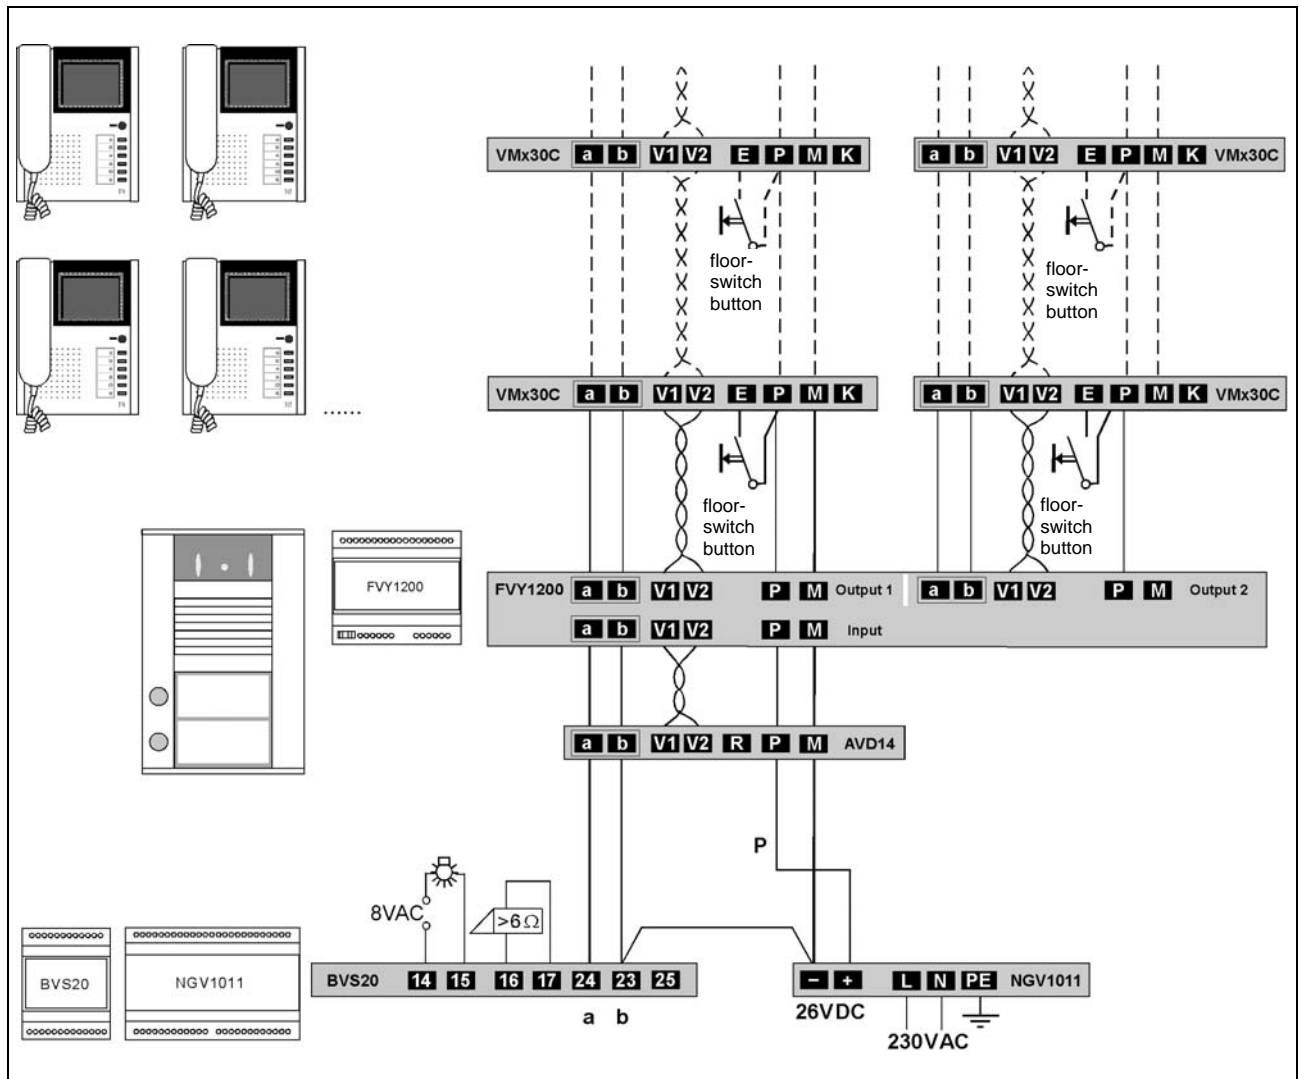 VMx30C a b V1 V2 E P M K
a b V1 V2 E P M K VMx30C
floor-
switch
button
floor-
switch
button
VMx30C a b V1 V2 E P M K
a b V1 V2 E P M K VMx30C
......
floor-
switch
button
floor-
switch
button
FVY1200
FVY1200 a b V1 V2 P M Output 1
a b V1 V2 P M Output 2
a b V1 V2 P M Input
a b V1 V2 R P M AVD14
P
8VAC
>6 Ω
BVS20
NGV1011
BVS20 14 15 16 17 24 23 25
– + L N PE NGV1011
a b
26VDC
230VAC